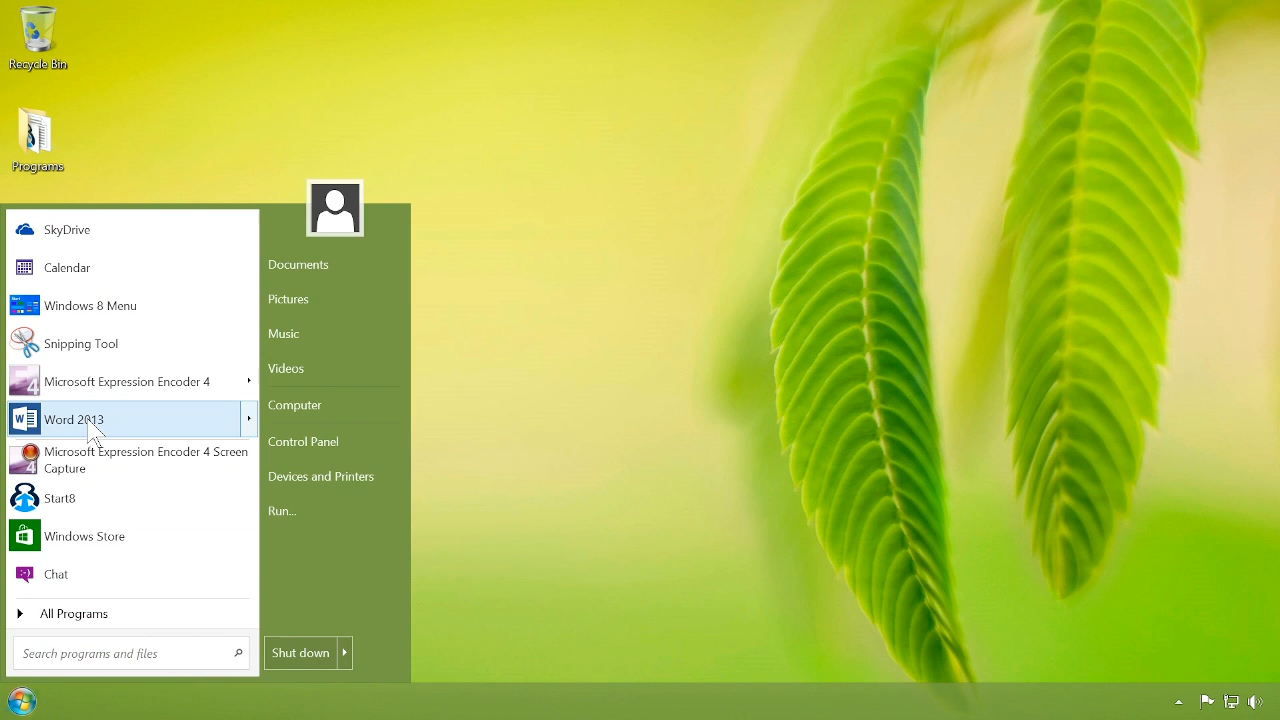 Recycle Bin
Programs
SkyDrive
Calendar
Windows 8 Menu
Snipping Tool
Microsoft Expression Encoder 4
Word 2013
Microsoft Expression Encoder 4 Screen
Capture
Start8
Windows Store
Chat
All Programs
Search programs and files
Documents
Pictures
Music
Videos
Computer
Control Panel
Devices and Printers
Run...
Shut down